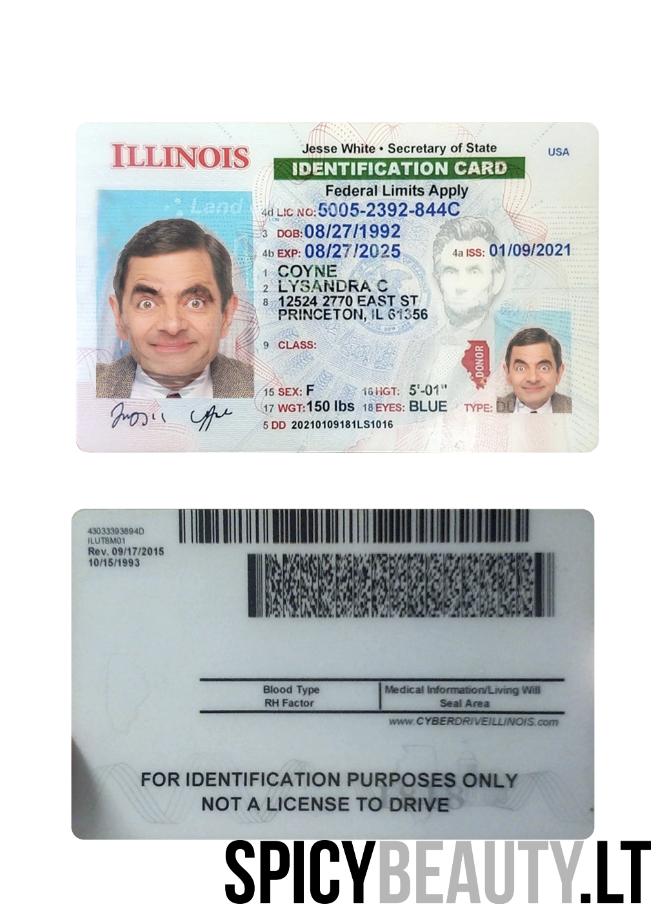 ILLINOIS
Jesse White • Secretary of State
USA
IDENTIFICATION CARD
Federal Limits Apply
4d LIC NO: 5005-2392-844C
3 DOB: 08/27/1992
4b EXP: 08/27/2025 4a ISS: 01/09/2021
1 COYNE
2 LYSANDRA C
8 12524 2770 EAST ST
PRINCETON, IL 61356
9 CLASS:
DONOR
15 SEX: F 16 HGT: 5'-01"
17 WGT: 150 lbs 18 EYES: BLUE TYPE: DUP
5 DD 20210109181LS1016
Land
43033393894D
ILUT8M01
Rev. 09/17/2015
10/15/1993
Blood Type
RH Factor
Medical Information/Living Will
Seal Area
www.CYBERDRIVEILLINOIS.com
FOR IDENTIFICATION PURPOSES ONLY
NOT A LICENSE TO DRIVE
SPICYBEAUTY.LT